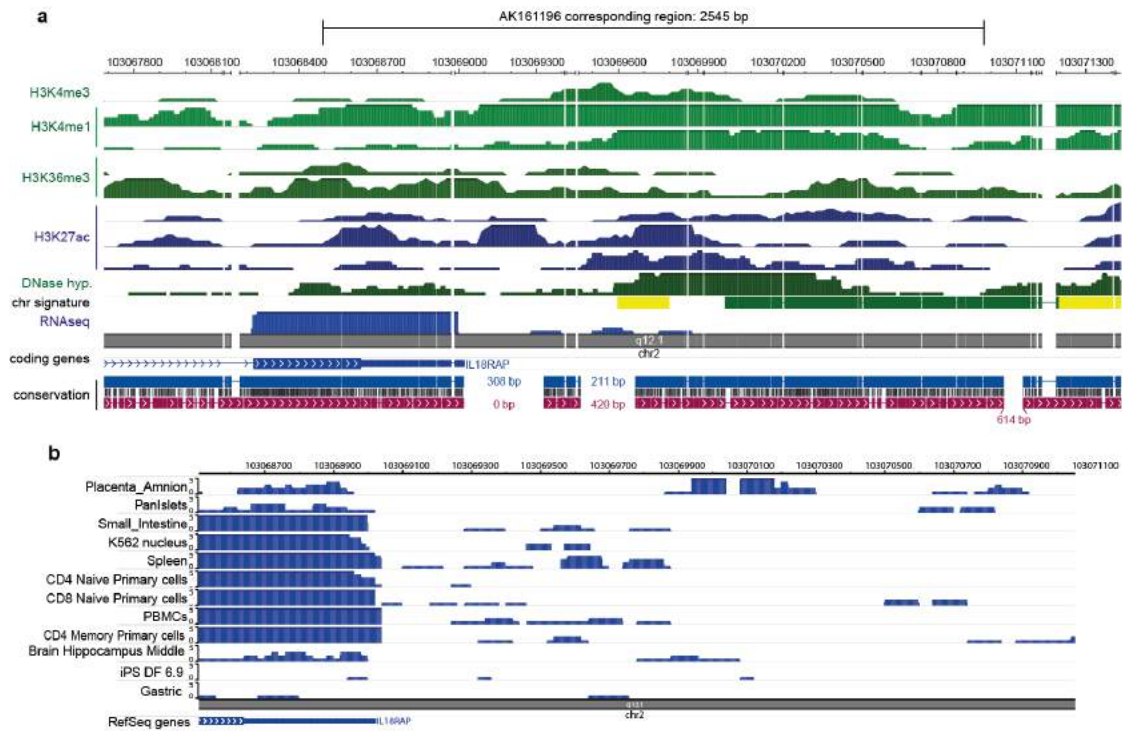 a
AK161196 corresponding region: 2545 bp
103067800 103068100 103068400 103068700 103069000 103069300 103069600 103069900 103070200 103070500 103070800 103071100 103071300
H3K4me3
H3K4me1
H3K36me3
H3K27ac
DNase hyp.
chr signature
RNAseq
q12.1
chr2
coding genes
IL18RAP
308 bp 211 bp
conservation
0 bp 420 bp
614 bp
b
103068700 103068900 103069100 103069300 103069500 103069700 103069900 103070100 103070300 103070500 103070700 103070900 103071100
Placenta_Amnion
PanIslets
Small_Intestine
K562 nucleus
Spleen
CD4 Naive Primary cells
CD8 Naive Primary cells
PBMCs
CD4 Memory Primary cells
Brain Hippocampus Middle
iPS DF 6.9
Gastric
chr2
RefSeq genes
IL18RAP